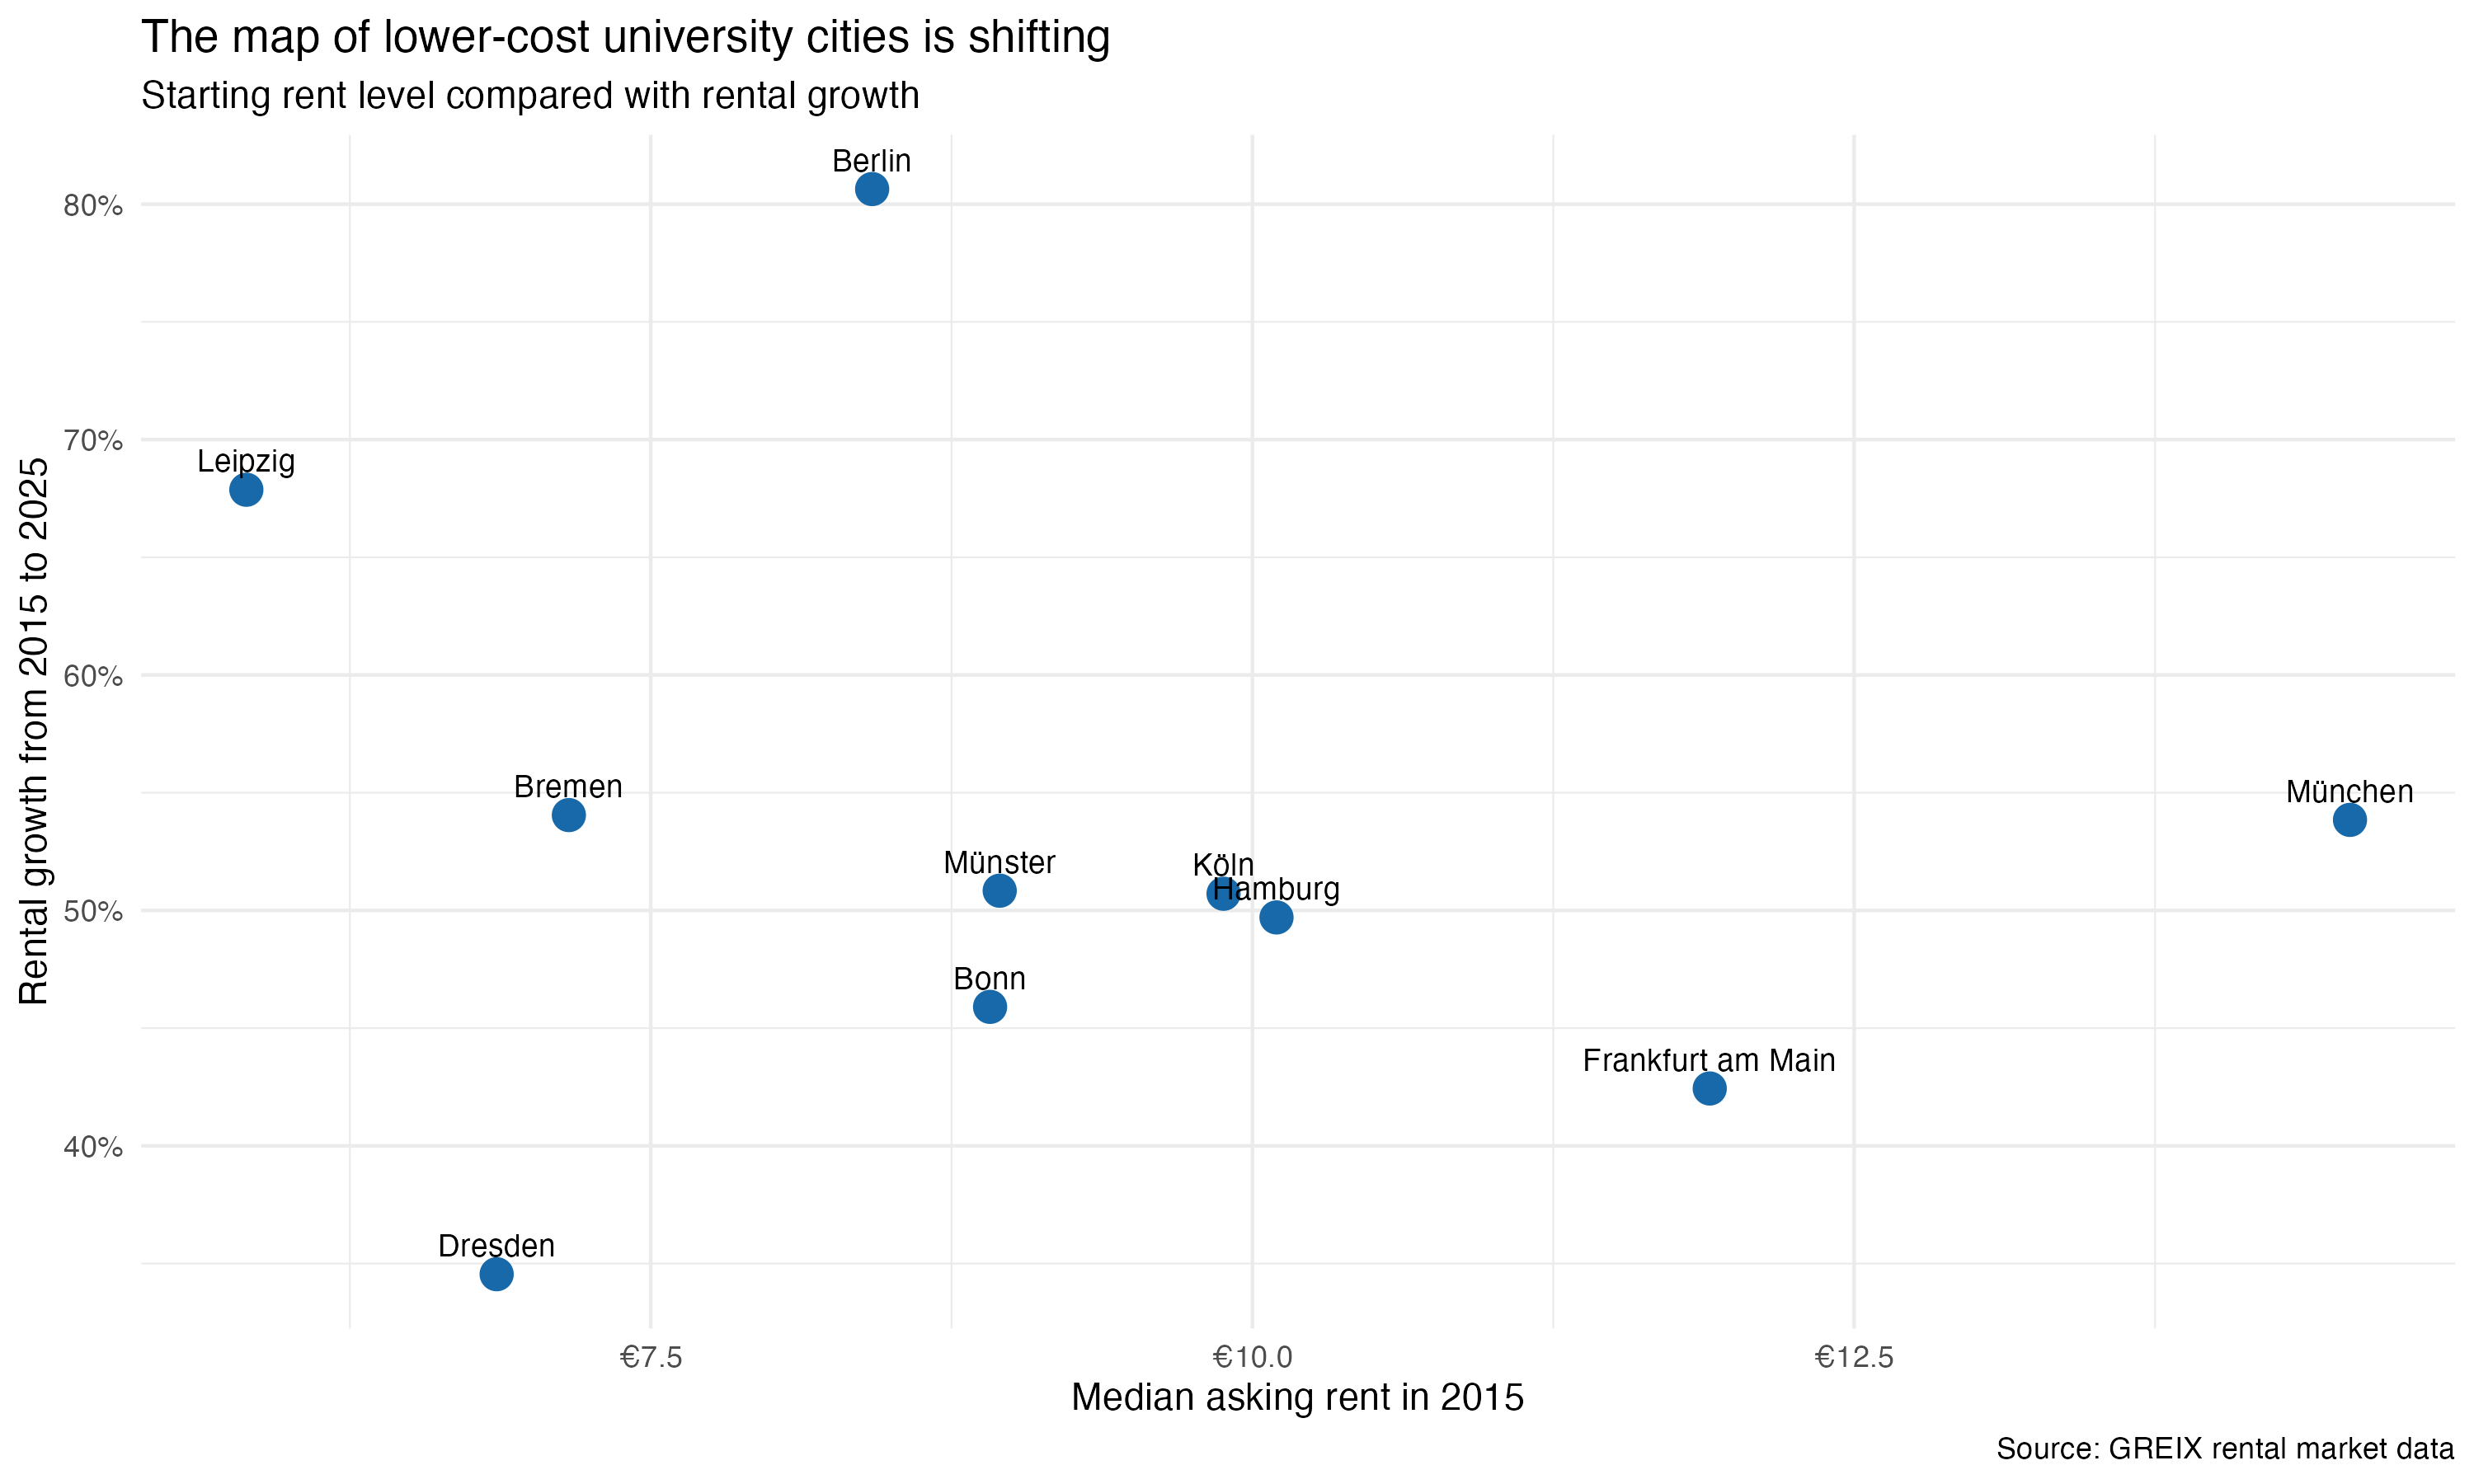 The map of lower-cost university cities is shifting
Starting rent level compared with rental growth
Rental growth from 2015 to 2025
80%
70%
60%
50%
40%
Berlin
Leipzig
Bremen
München
Münster
Köln
Hamburg
Bonn
Frankfurt am Main
Dresden
€7.5
€10.0
€12.5
Median asking rent in 2015
Source: GREIX rental market data